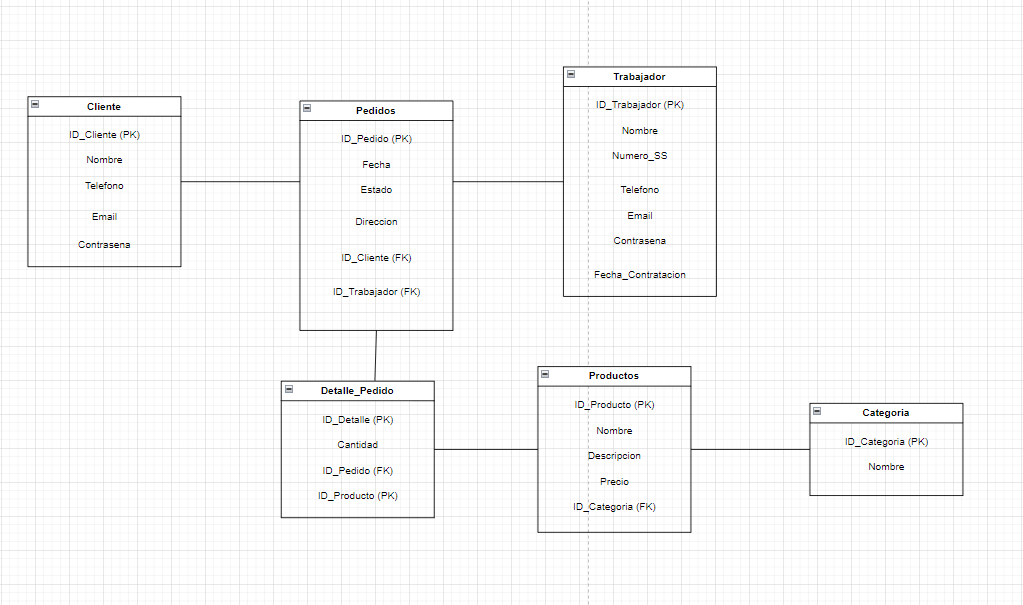 Cliente
ID_Cliente (PK)
Nombre
Telefono
Email
Contrasena
Pedidos
ID_Pedido (PK)
Fecha
Estado
Direccion
ID_Cliente (FK)
ID_Trabajador (FK)
Trabajador
ID_Trabajador (PK)
Nombre
Numero_SS
Telefono
Email
Contrasena
Fecha_Contratacion
Detalle_Pedido
ID_Detalle (PK)
Cantidad
ID_Pedido (FK)
ID_Producto (PK)
Productos
ID_Producto (PK)
Nombre
Descripcion
Precio
ID_Categoria (FK)
Categoria
ID_Categoria (PK)
Nombre